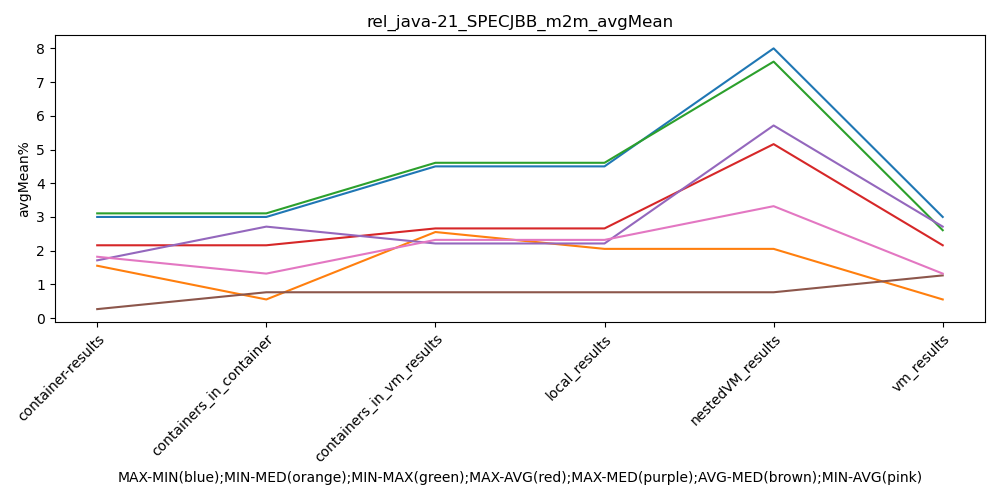 rel_java-21_SPECJBB_m2m_avgMean
avgMean%
8
7
6
5
4
3
2
1
0
container-results
containers_in_container
containers_in_vm_results
local_results
nestedVM_results
vm_results
MAX-MIN(blue);MIN-MED(orange);MIN-MAX(green);MAX-AVG(red);MAX-MED(purple);AVG-MED(brown);MIN-AVG(pink)